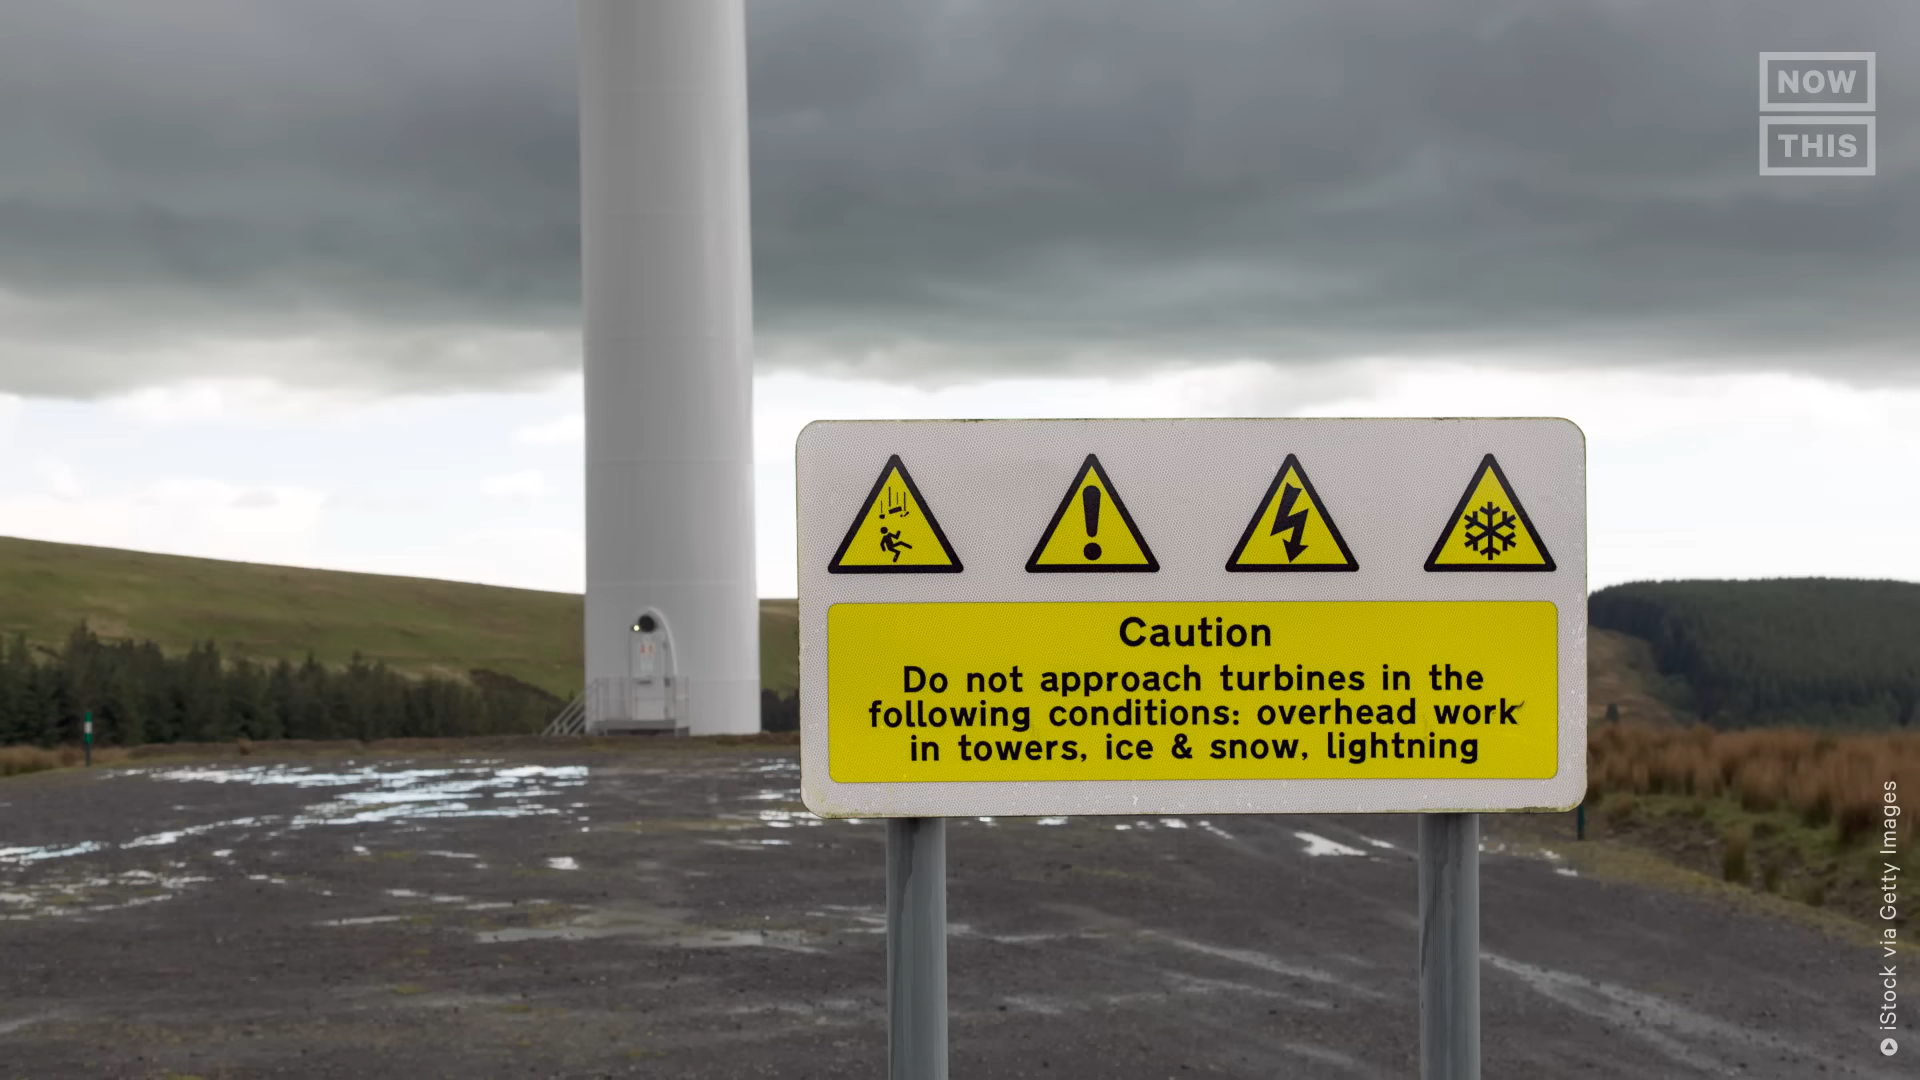 NOW
THIS
Caution
Do not approach turbines in the
following conditions: overhead work
in towers, ice & snow, lightning
iStock via Getty Images